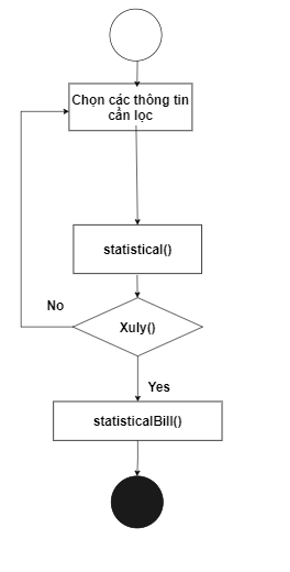 Chọn các thông tin
cần lọc
statistical()
No
Xuly()
Yes
statisticalBill()